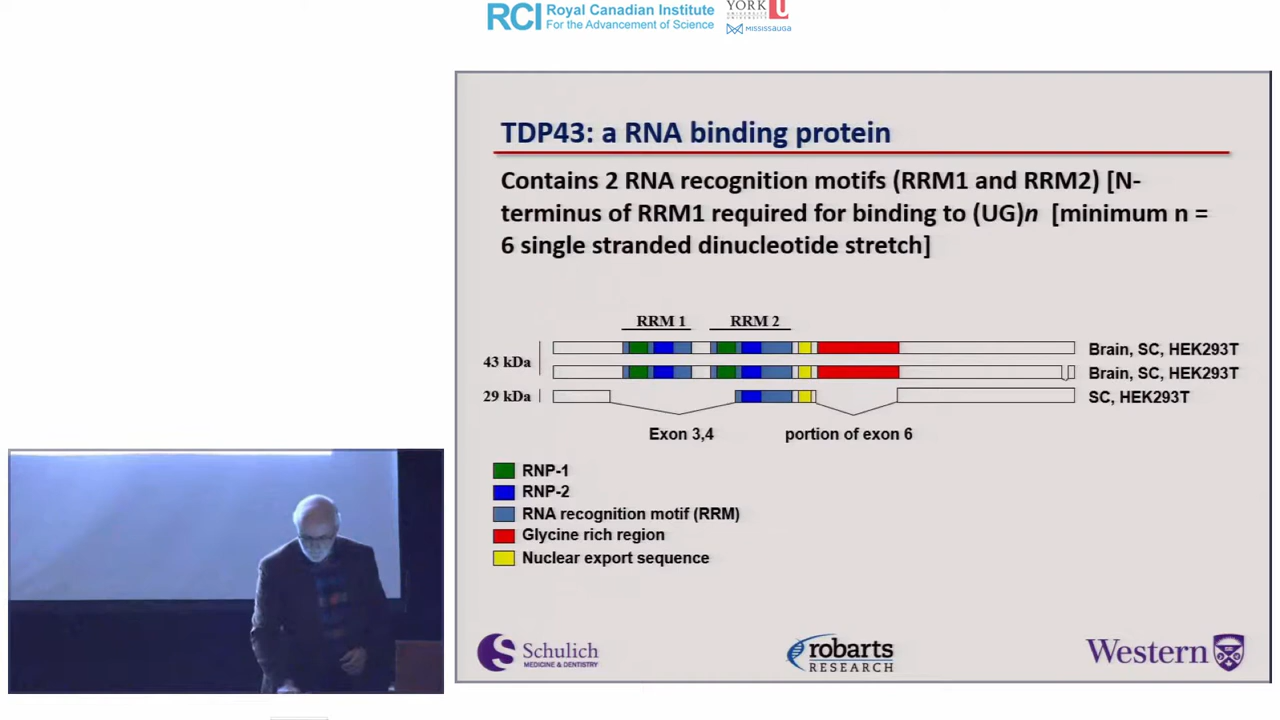 RCI Royal Canadian Institute
For the Advancement of Science
YORK U
MISSISSAUGA
TDP43: a RNA binding protein
Contains 2 RNA recognition motifs (RRM1 and RRM2) [N-
terminus of RRM1 required for binding to (UG)n [minimum n =
6 single stranded dinucleotide stretch]
RRM 1 RRM 2
43 kDa
Brain, SC, HEK293T
Brain, SC, HEK293T
29 kDa
SC, HEK293T
Exon 3,4 portion of exon 6
RNP-1
RNP-2
RNA recognition motif (RRM)
Glycine rich region
Nuclear export sequence
Schulich
MEDICINE & DENTISTRY
robarts
RESEARCH
Western